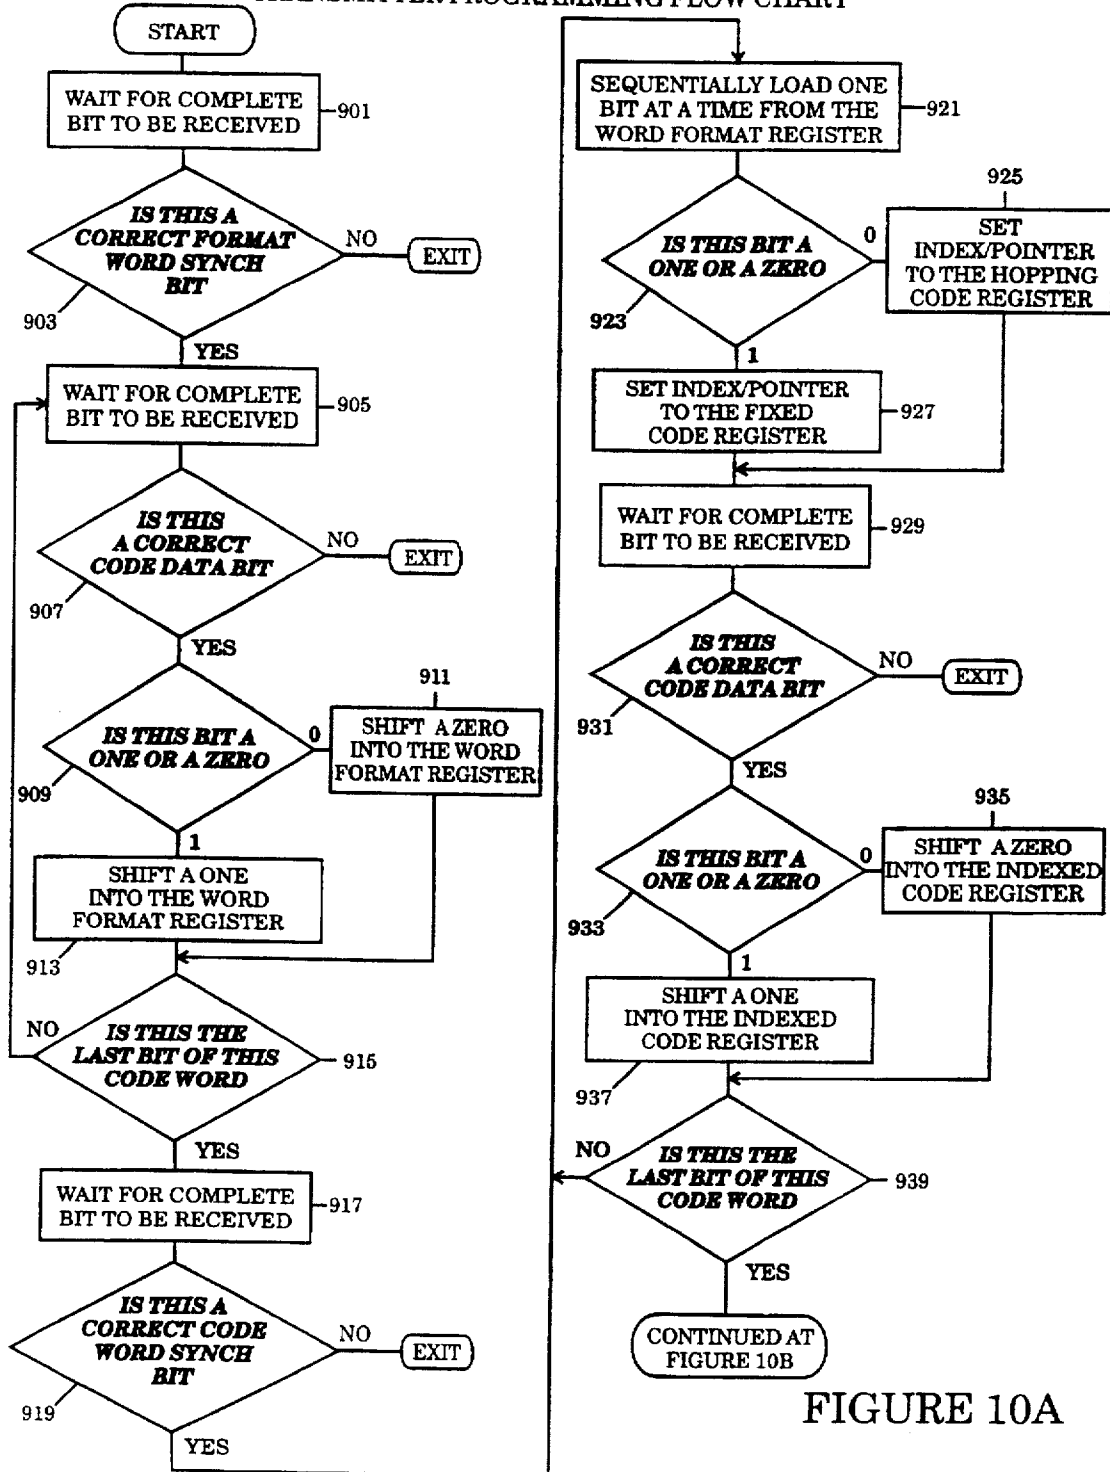 PROGRAMMING FLOW CHART
START
WAIT FOR COMPLETE
BIT TO BE RECEIVED
901
IS THIS A
CORRECT FORMAT
WORD SYNCH
BIT
NO
EXIT
903
YES
WAIT FOR COMPLETE
BIT TO BE RECEIVED
905
IS THIS
A CORRECT
CODE DATA BIT
NO
EXIT
907
YES
IS THIS BIT A
ONE OR A ZERO
0
909
911
SHIFT A ZERO
INTO THE WORD
FORMAT REGISTER
1
SHIFT A ONE
INTO THE WORD
FORMAT REGISTER
913
NO
IS THIS THE
LAST BIT OF THIS
CODE WORD
915
YES
WAIT FOR COMPLETE
BIT TO BE RECEIVED
917
IS THIS A
CORRECT CODE
WORD SYNCH
BIT
NO
EXIT
919
YES
SEQUENTIALLY LOAD ONE
BIT AT A TIME FROM THE
WORD FORMAT REGISTER
921
IS THIS BIT A
ONE OR A ZERO
0
923
925
SET
INDEX/POINTER
TO THE HOPPING
CODE REGISTER
1
SET INDEX/POINTER
TO THE FIXED
CODE REGISTER
927
WAIT FOR COMPLETE
BIT TO BE RECEIVED
929
IS THIS
A CORRECT
CODE DATA BIT
NO
EXIT
931
YES
IS THIS BIT A
ONE OR A ZERO
0
933
935
SHIFT A ZERO
INTO THE INDEXED
CODE REGISTER
1
SHIFT A ONE
INTO THE INDEXED
CODE REGISTER
937
NO
IS THIS THE
LAST BIT OF THIS
CODE WORD
939
YES
CONTINUED AT
FIGURE 10B
FIGURE 10A